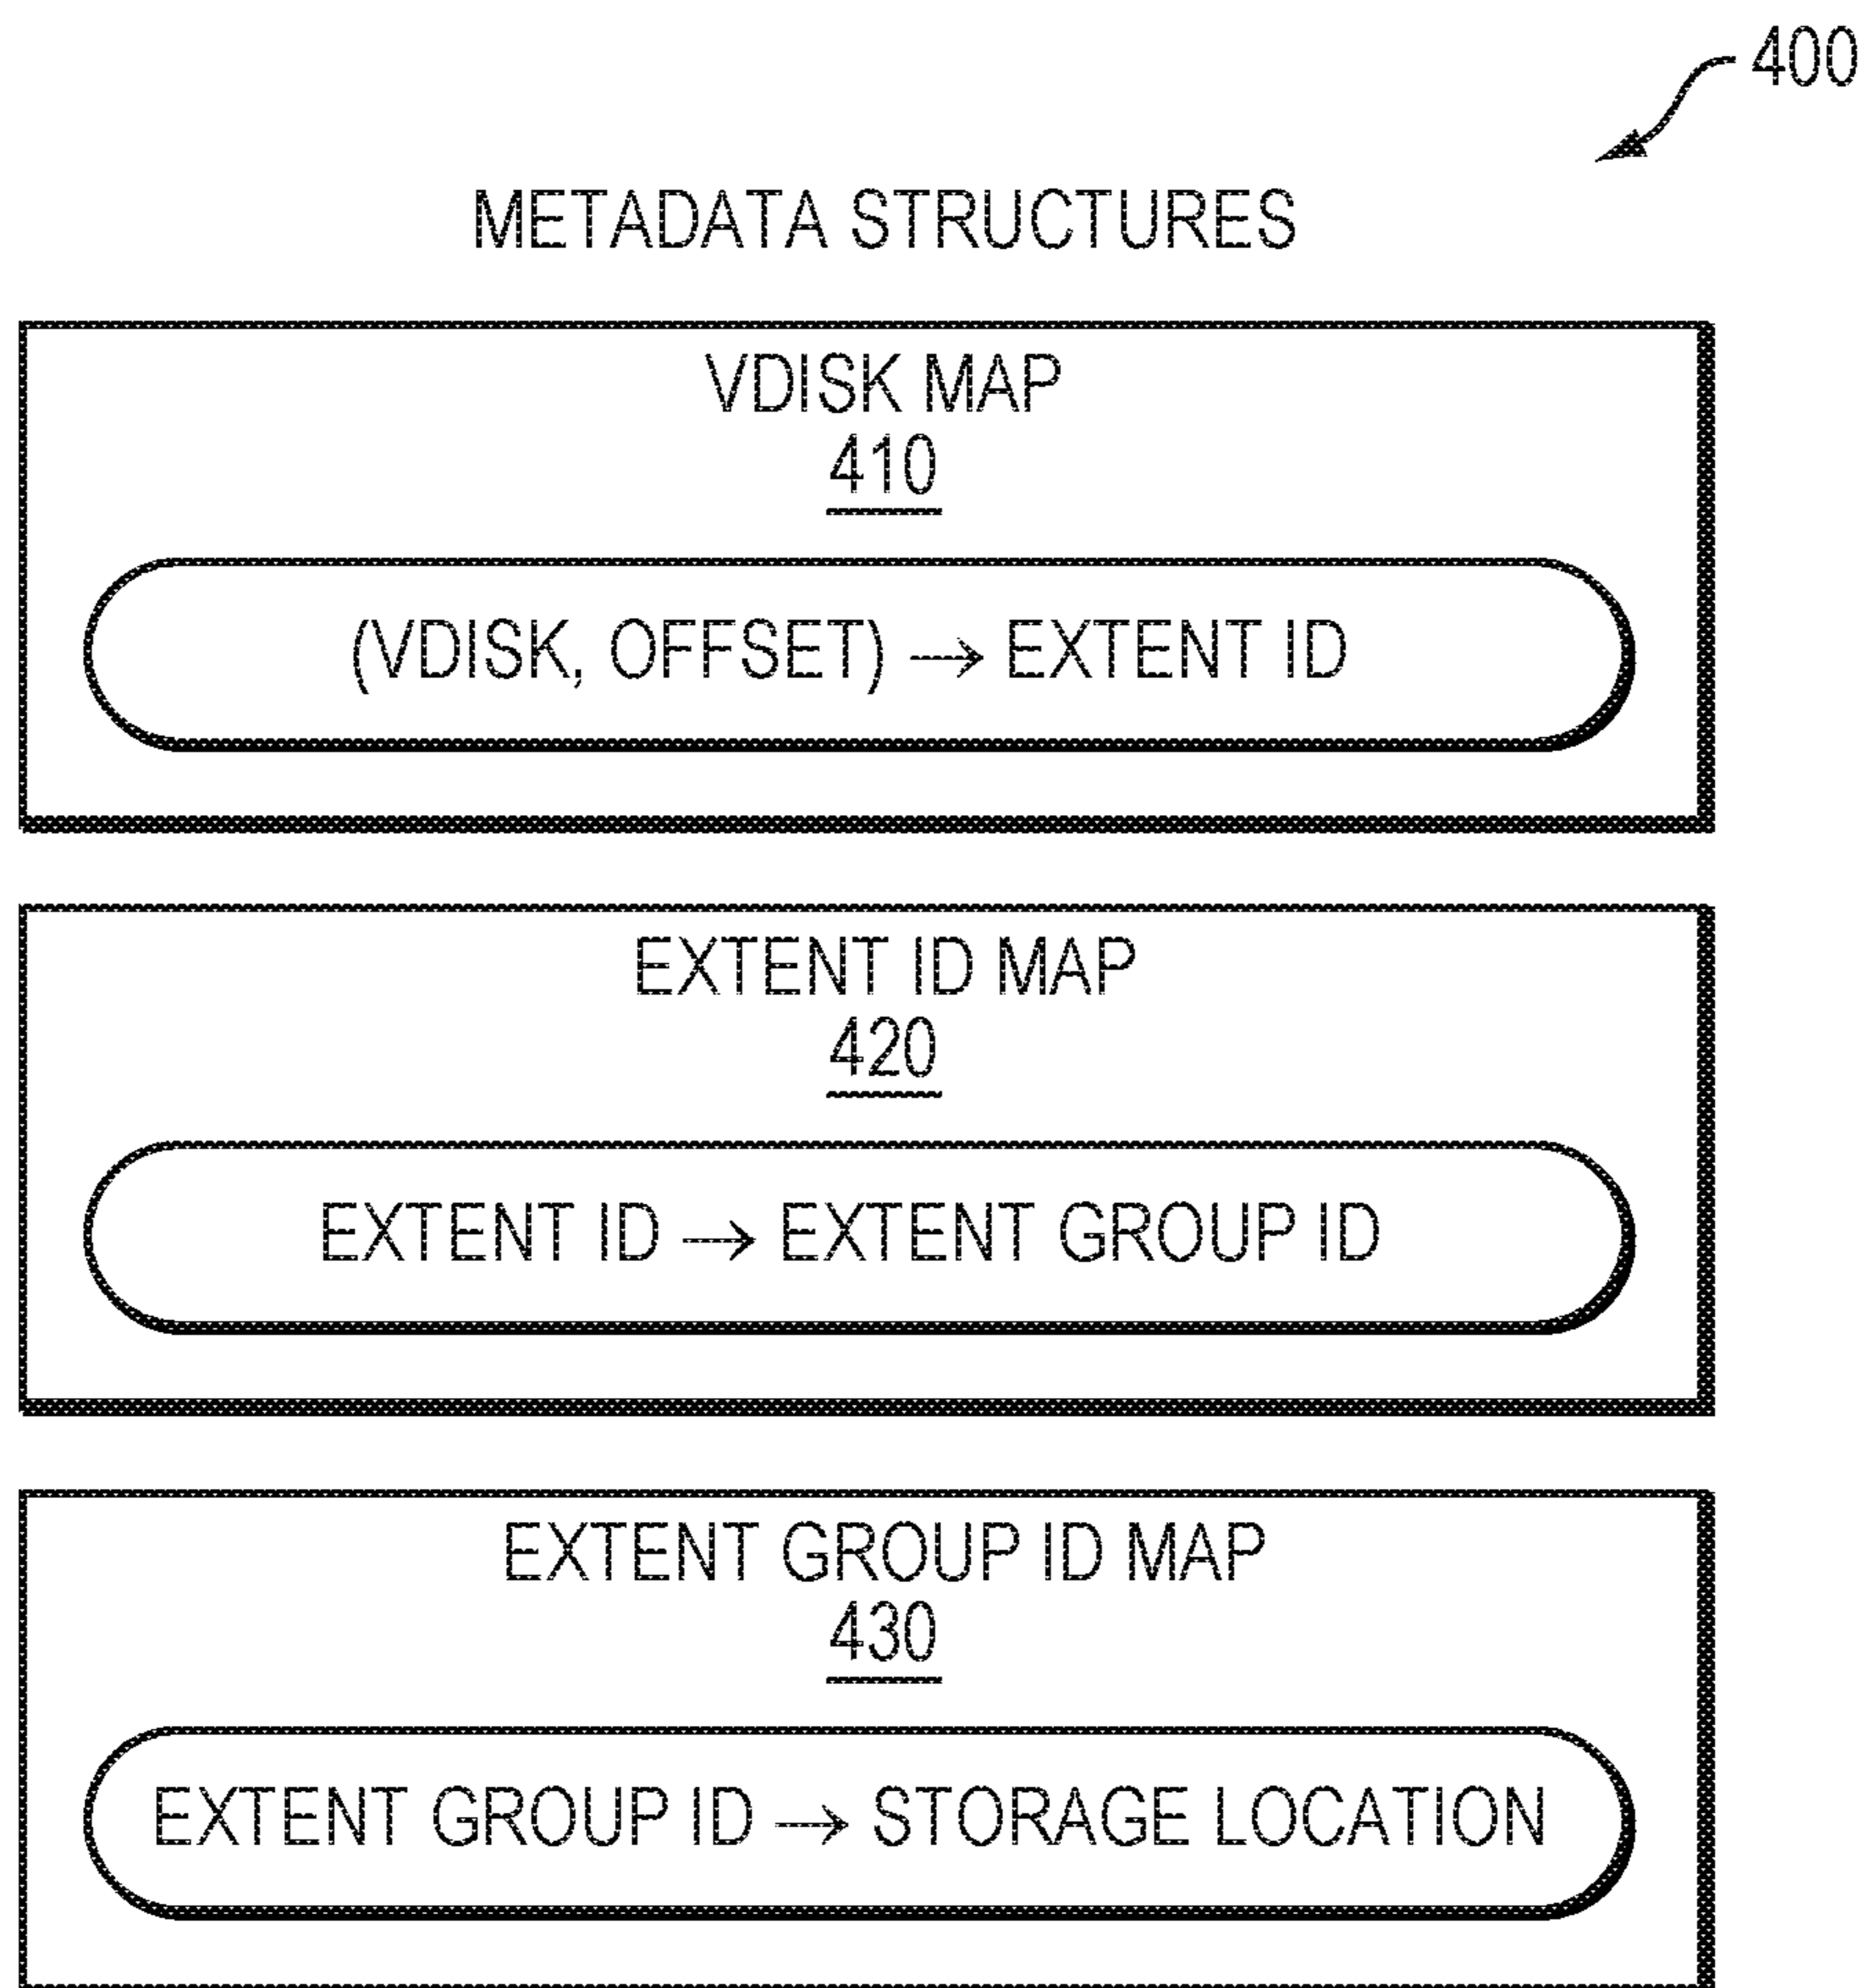 400
METADATA STRUCTURES
VDISK MAP
410
(VDISK, OFFSET) → EXTENT ID
EXTENT ID MAP
420
EXTENT ID → EXTENT GROUP ID
EXTENT GROUP ID MAP
430
EXTENT GROUP ID → STORAGE LOCATION